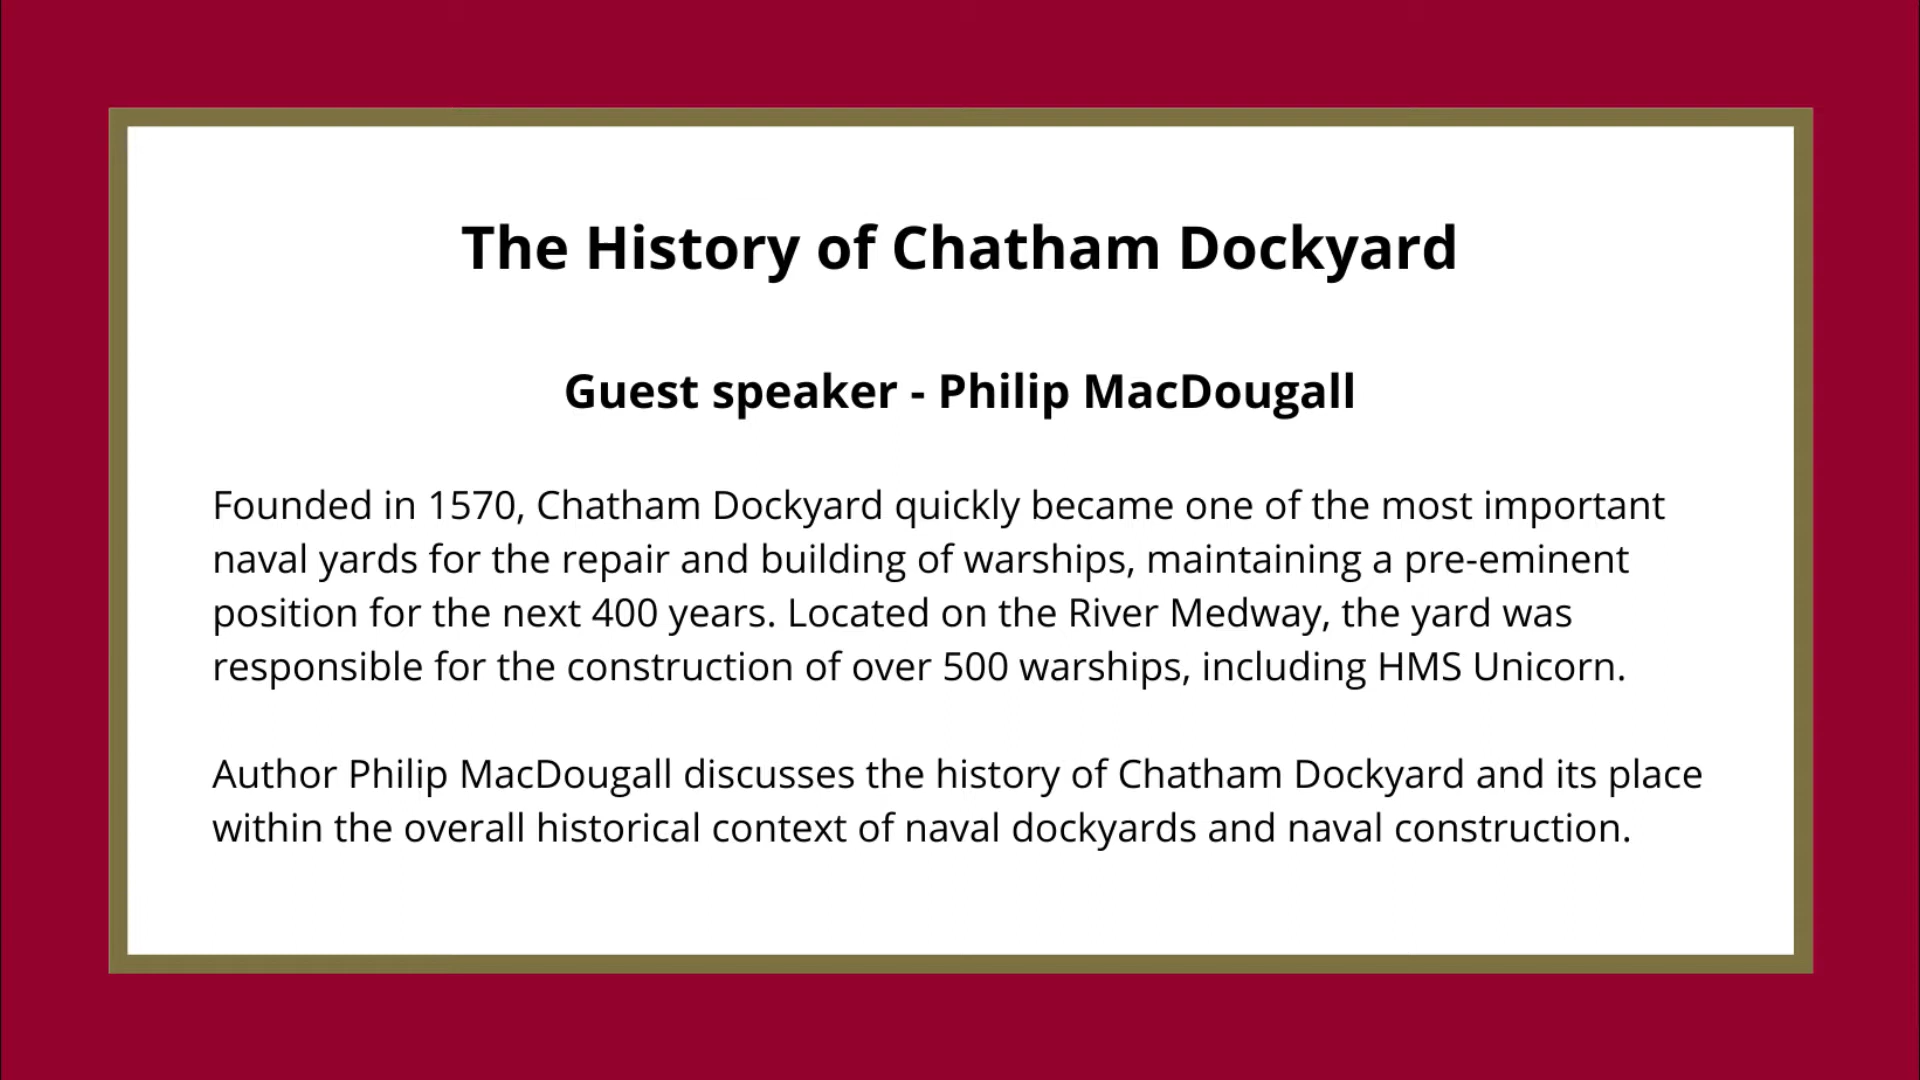 The History of Chatham Dockyard
Guest speaker - Philip MacDougall
Founded in 1570, Chatham Dockyard quickly became one of the most important
naval yards for the repair and building of warships, maintaining a pre-eminent
position for the next 400 years. Located on the River Medway, the yard was
responsible for the construction of over 500 warships, including HMS Unicorn.
Author Philip MacDougall discusses the history of Chatham Dockyard and its place
within the overall historical context of naval dockyards and naval construction.